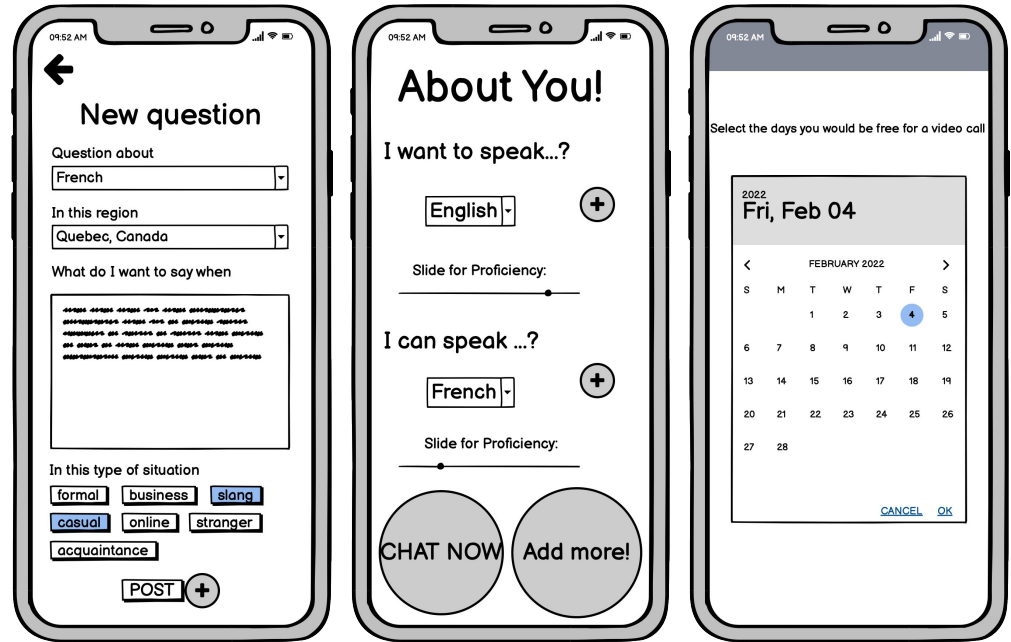 09:52 AM
New question
Question about
French
In this region
Quebec, Canada
What do I want to say when
In this type of situation
formal business slang
casual online stranger
acquaintance
POST +
09:52 AM
About You!
I want to speak...?
English +
Slide for Proficiency:
I can speak ...?
French +
Slide for Proficiency:
CHAT NOW Add more!
09:52 AM
Select the days you would be free for a video call
2022
Fri, Feb 04
FEBRUARY 2022
S M T W T F S
1 2 3 4 5
6 7 8 9 10 11 12
13 14 15 16 17 18 19
20 21 22 23 24 25 26
27 28
CANCEL OK